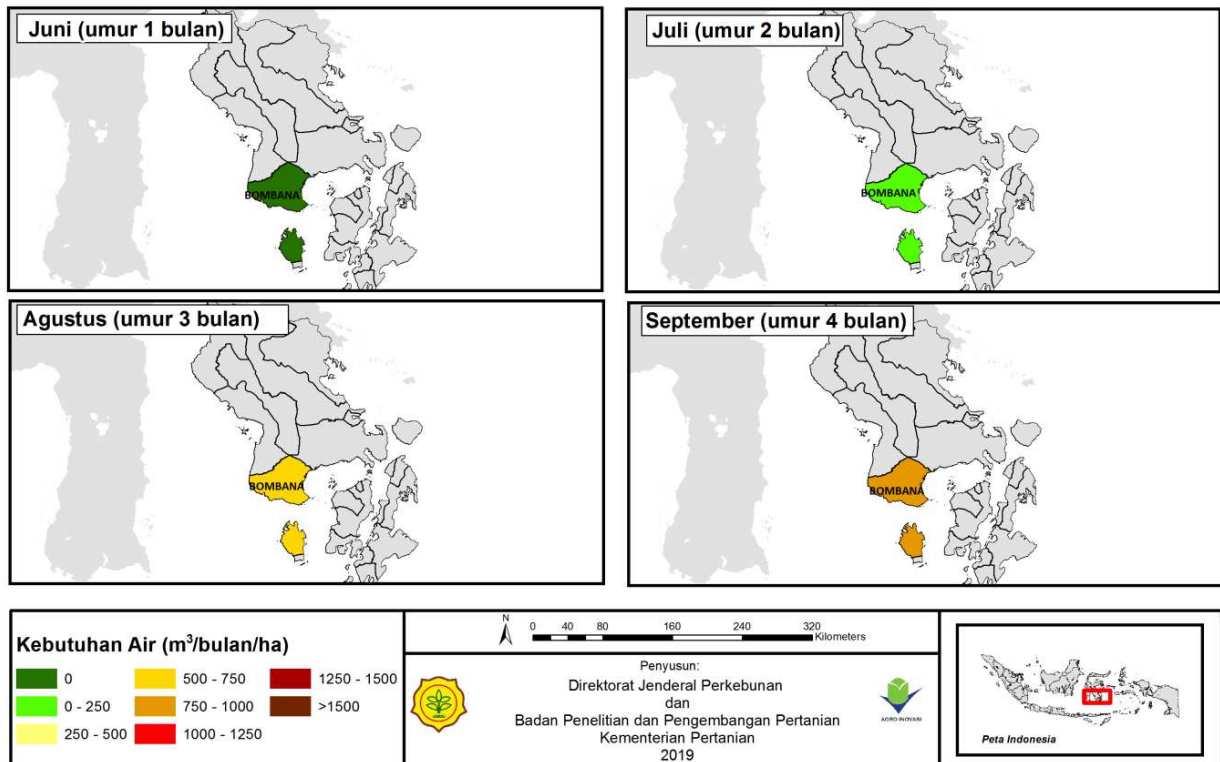 Juni (umur 1 bulan)
BOMBANA
Juli (umur 2 bulan)
BOMBANA
Agustus (umur 3 bulan)
BOMBANA
September (umur 4 bulan)
BOMBANA
Kebutuhan Air (m³/bulan/ha)
0
0 - 250
250 - 500
500 - 750
750 - 1000
1000 - 1250
1250 - 1500
>1500
N
0 20 40 80 160 240 320
Kilometers
Penyusun:
Direktorat Jenderal Perkebunan
dan
Badan Penelitian dan Pengembangan Pertanian
Kementerian Pertanian
2019
AGRO INOVASI
Peta Indonesia